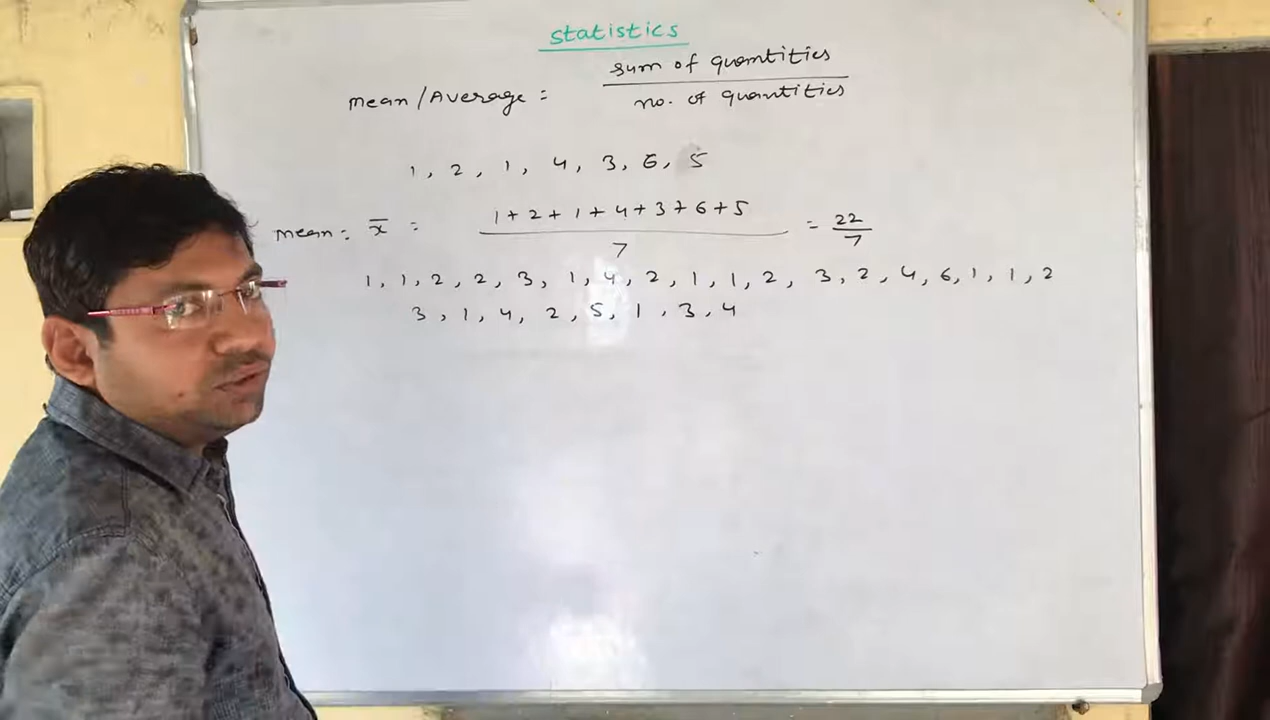 statistics
mean/Average = sum of quantities / no. of quantities
1, 2, 1, 4, 3, 6, 5
mean: x̄ = 1+2+1+4+3+6+5 / 7 = 22/7
1, 1, 2, 2, 3, 1, 4, 2, 1, 1, 2, 3, 2, 4, 6, 1, 1, 2
3, 1, 4, 2, 5, 1, 3, 4